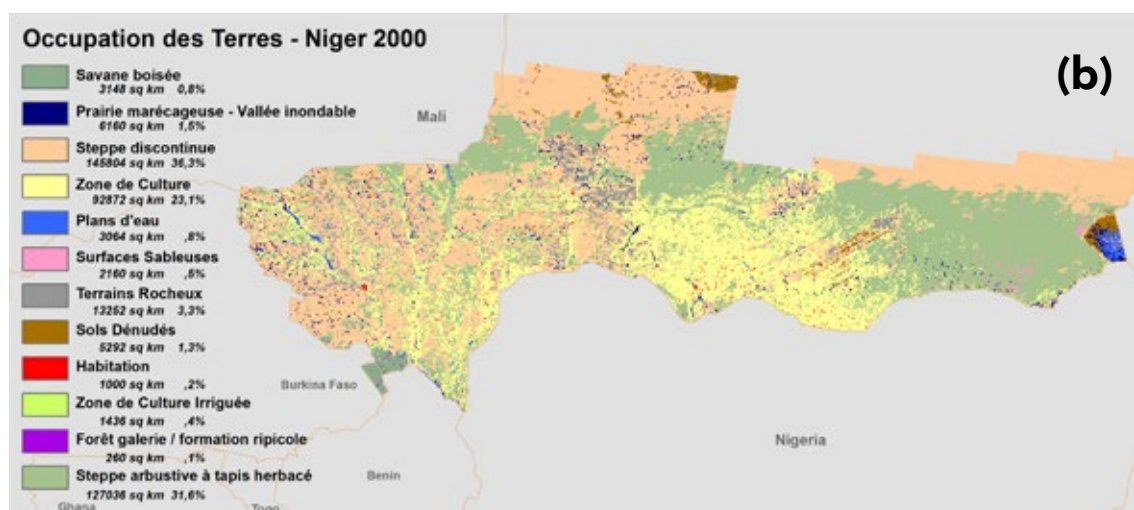 Occupation des Terres - Niger 2000
(b)
Savane boisée
3148 sq km 0,8%
Prairie marécageuse - Vallée inondable
6160 sq km 1,5%
Steppe discontinue
145804 sq km 36,3%
Zone de Culture
92872 sq km 23,1%
Plans d'eau
3064 sq km ,8%
Surfaces Sableuses
2160 sq km ,5%
Terrains Rocheux
13252 sq km 3,3%
Sols Dénudés
5292 sq km 1,3%
Habitation
1000 sq km ,2%
Zone de Culture Irriguée
1436 sq km ,4%
Forêt galerie / formation ripicole
260 sq km ,1%
Steppe arbustive à tapis herbacé
127036 sq km 31,6%
Mali
Burkina Faso
Nigeria
Benin
Ghana
Togo